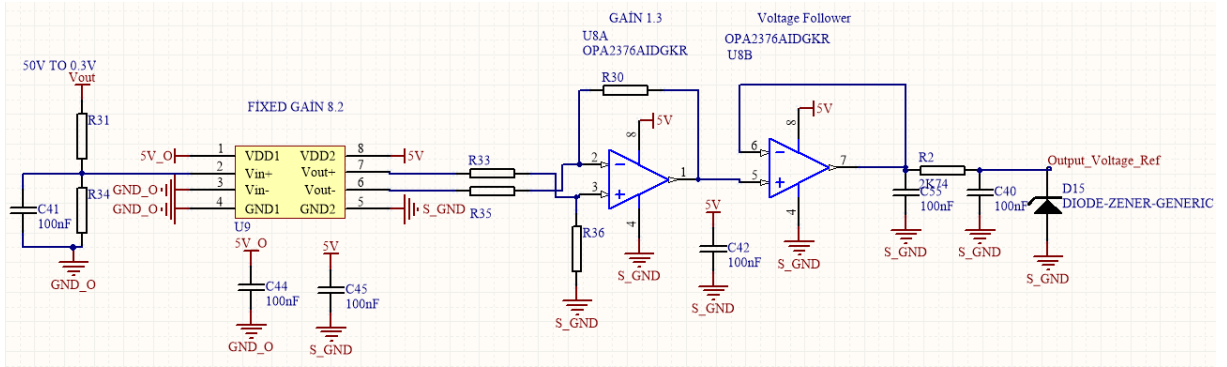 GAİN 1.3
U8A
OPA2376AIDGKR
Voltage Follower
OPA2376AIDGKR
U8B
50V TO 0.3V
Vout
R31
FİXED GAİN 8.2
R30
5V
8
5V
8
5V_O
1
VDD1
VDD2
8
5V
2
Vin+
Vout+
7
R33
2
1
6
7
R2
2K74
Output_Voltage_Ref
GND_O
3
Vin-
Vout-
6
R35
3
5
GND_O
4
GND1
GND2
5
S_GND
U9
C41
100nF
R34
GND_O
R36
4
S_GND
S_GND
5V
C42
100nF
S_GND
4
S_GND
C55
100nF
S_GND
C40
100nF
S_GND
D15
DIODE-ZENER-GENERIC
S_GND
5V_O
C44
100nF
GND_O
5V
C45
100nF
S_GND